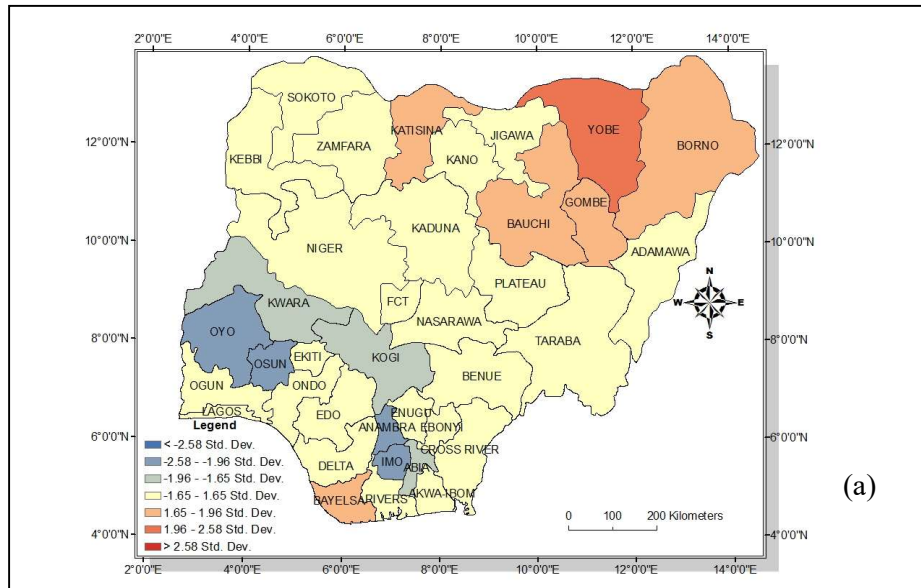 2°0'0"E 4°0'0"E 6°0'0"E 8°0'0"E 10°0'0"E 12°0'0"E 14°0'0"E
SOKOTO
KATISINA
YOBE
JIGAWA
12°0'0"N
12°0'0"N
ZAMFARA
BORNO
KEBBI
KANO
GOMBE
BAUCHI
KADUNA
10°0'0"N
NIGER
ADAMAWA
10°0'0"N
PLATEAU
N
W E
S
KWARA
FCT
NASARAWA
8°0'0"N
OYO
TARABA
8°0'0"N
KOGI
OSUN
EKITI
BENUE
OGUN
ONDO
LAGOS
EDO
ENUGU
ANAMBRA
EBONYI
6°0'0"N
6°0'0"N
CROSS RIVER
IMO
ABIA
DELTA
AKWA IBOM
BAYELSA
RIVERS
4°0'0"N
4°0'0"N
Legend
< -2.58 Std. Dev.
-2.58 - -1.96 Std. Dev.
-1.96 - -1.65 Std. Dev.
-1.65 - 1.65 Std. Dev.
1.65 - 1.96 Std. Dev.
1.96 - 2.58 Std. Dev.
> 2.58 Std. Dev.
0 100 200 Kilometers
(a)
2°0'0"E 4°0'0"E 6°0'0"E 8°0'0"E 10°0'0"E 12°0'0"E 14°0'0"E